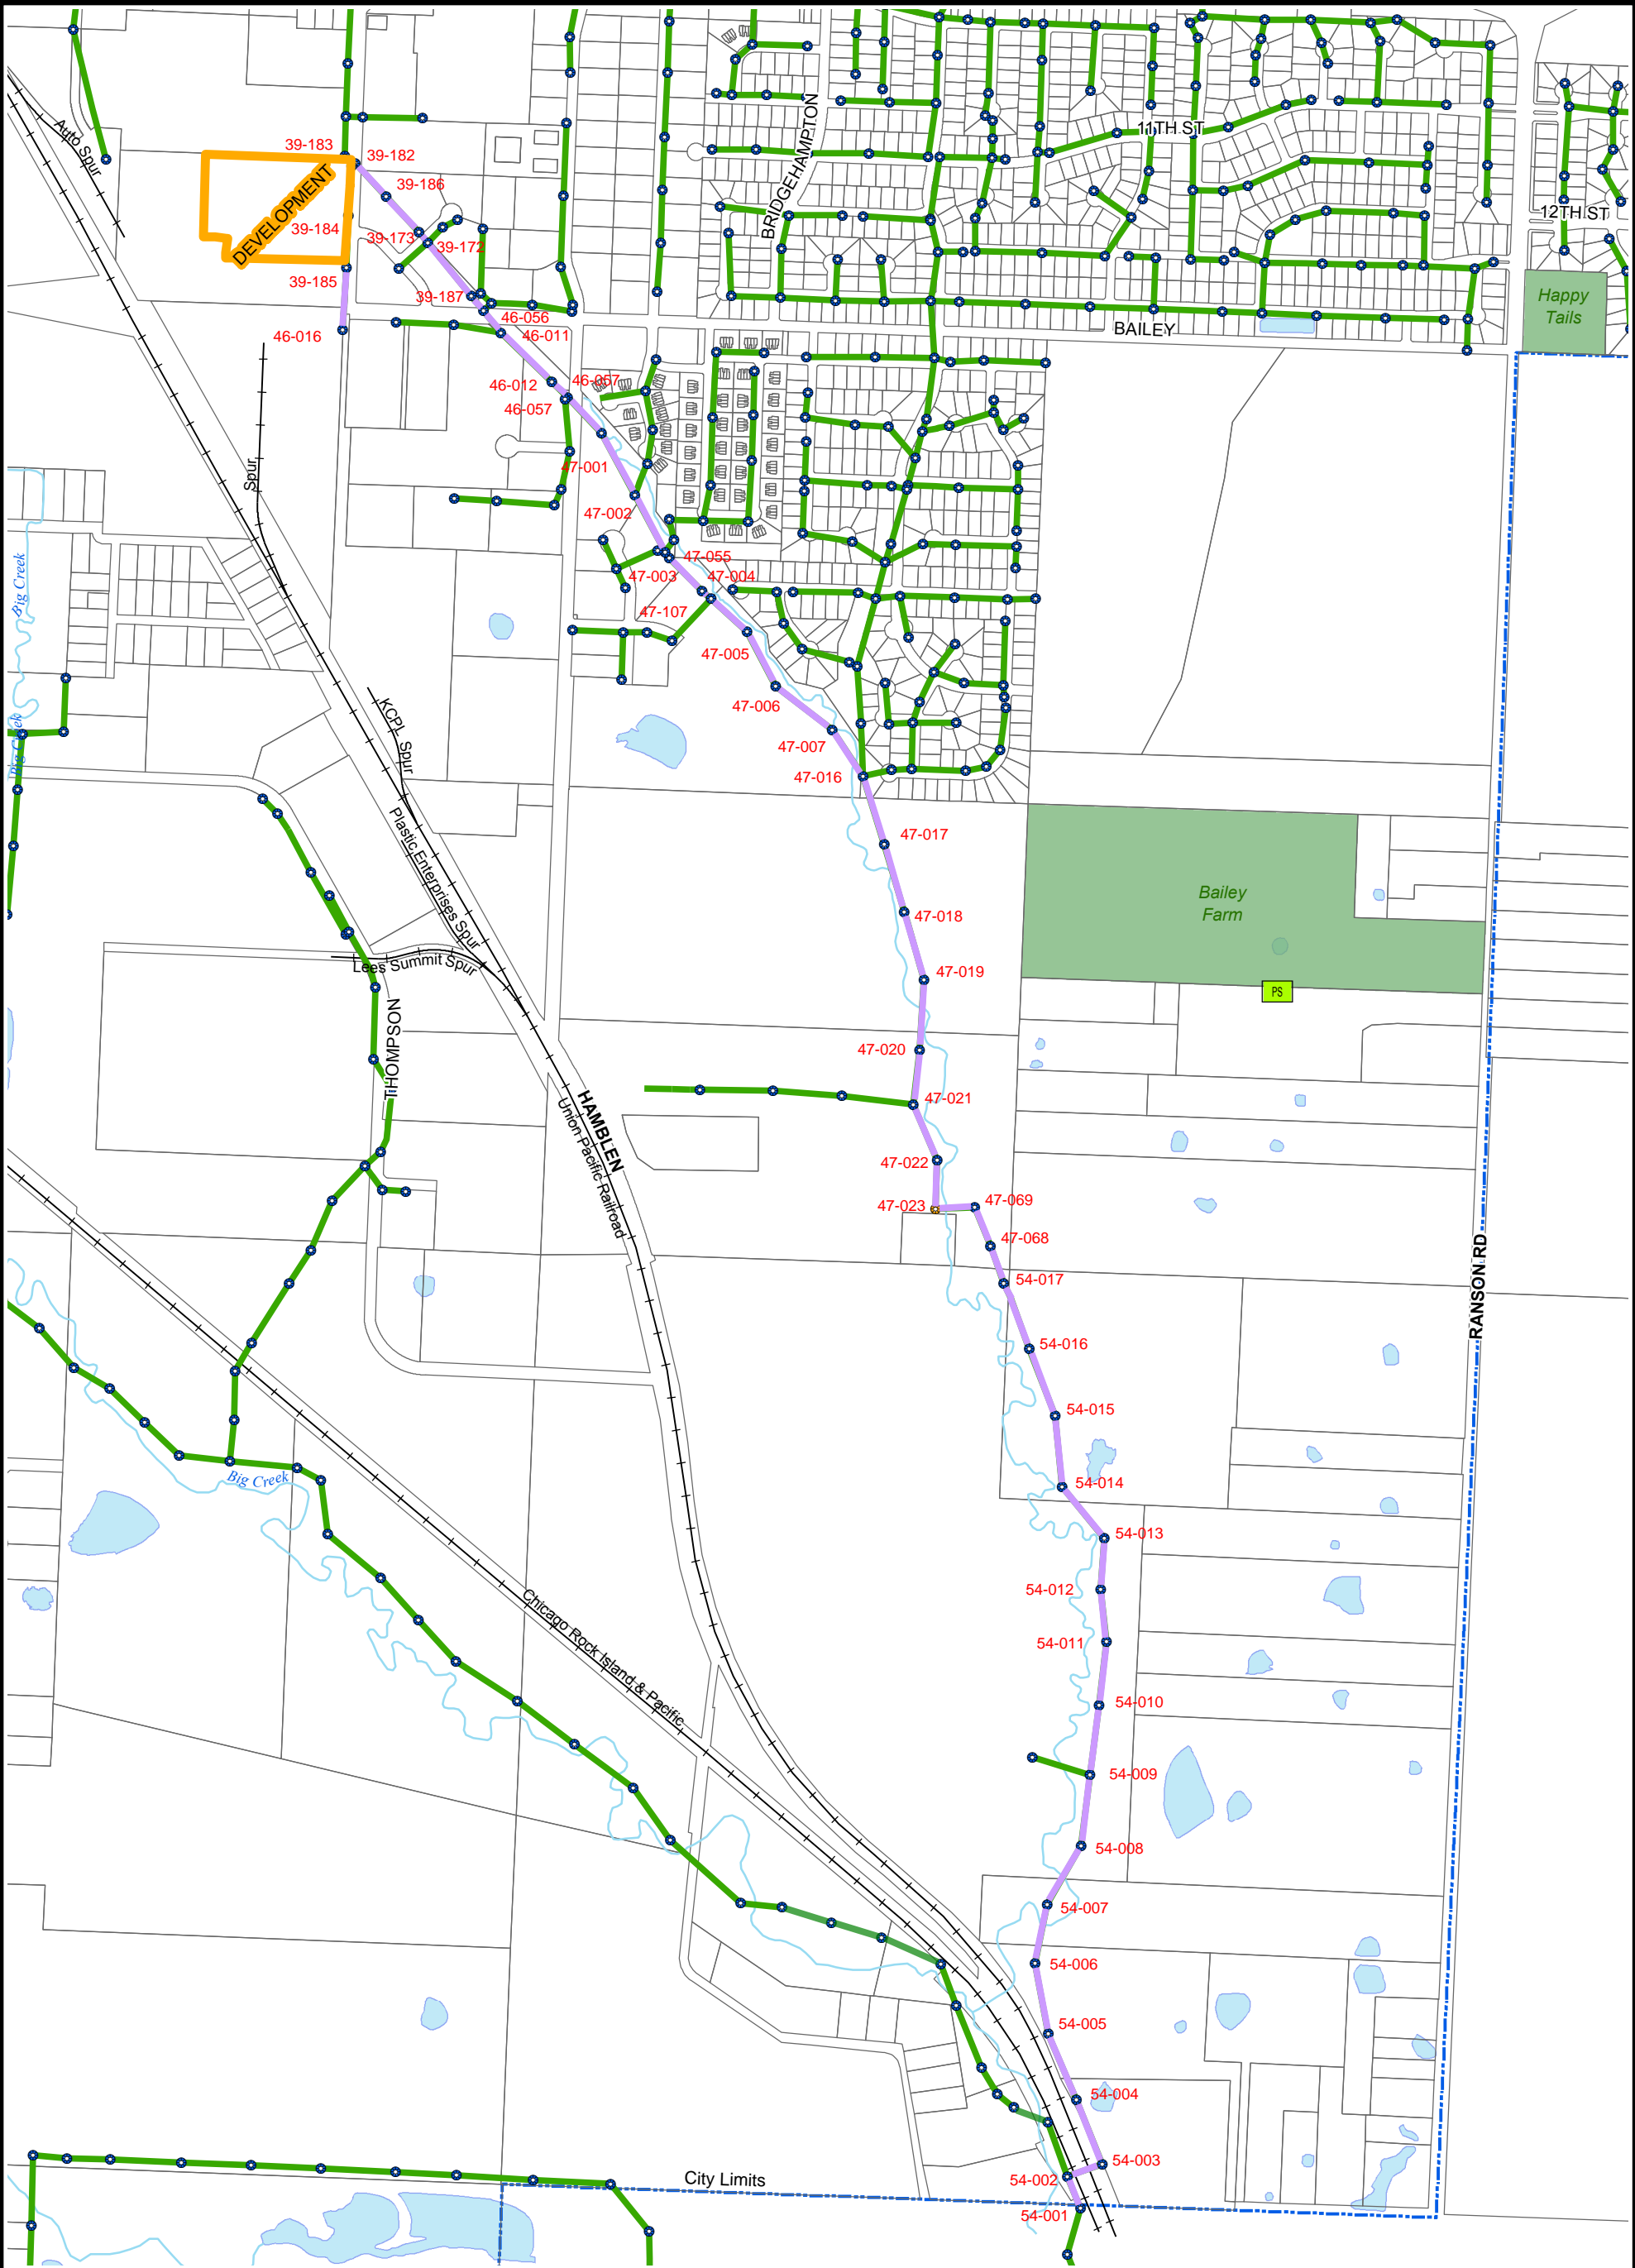 Auto Spur
39-183
39-182
BRIDGEHAMPTON
11TH ST
DEVELOPMENT
39-186
12TH ST
39-184
39-173
39-172
39-185
39-187
Happy
Tails
46-056
46-016
46-011
BAILEY
46-012
46-057
46-057
Spur
47-001
47-002
Big Creek
47-055
47-003
47-004
47-107
47-005
47-006
KCPL Spur
Big Creek
47-007
47-016
Plastic Enterprises Spur
47-017
Bailey
Farm
47-018
Lees Summit Spur
47-019
PS
THOMPSON
47-020
HAMBLEN
Union Pacific Railroad
47-021
47-022
47-023
47-069
47-068
RANSON RD
54-017
54-016
54-015
Big Creek
54-014
54-013
54-012
Chicago Rock Island & Pacific
54-011
54-010
54-009
54-008
54-007
54-006
54-005
54-004
54-003
City Limits
54-002
54-001